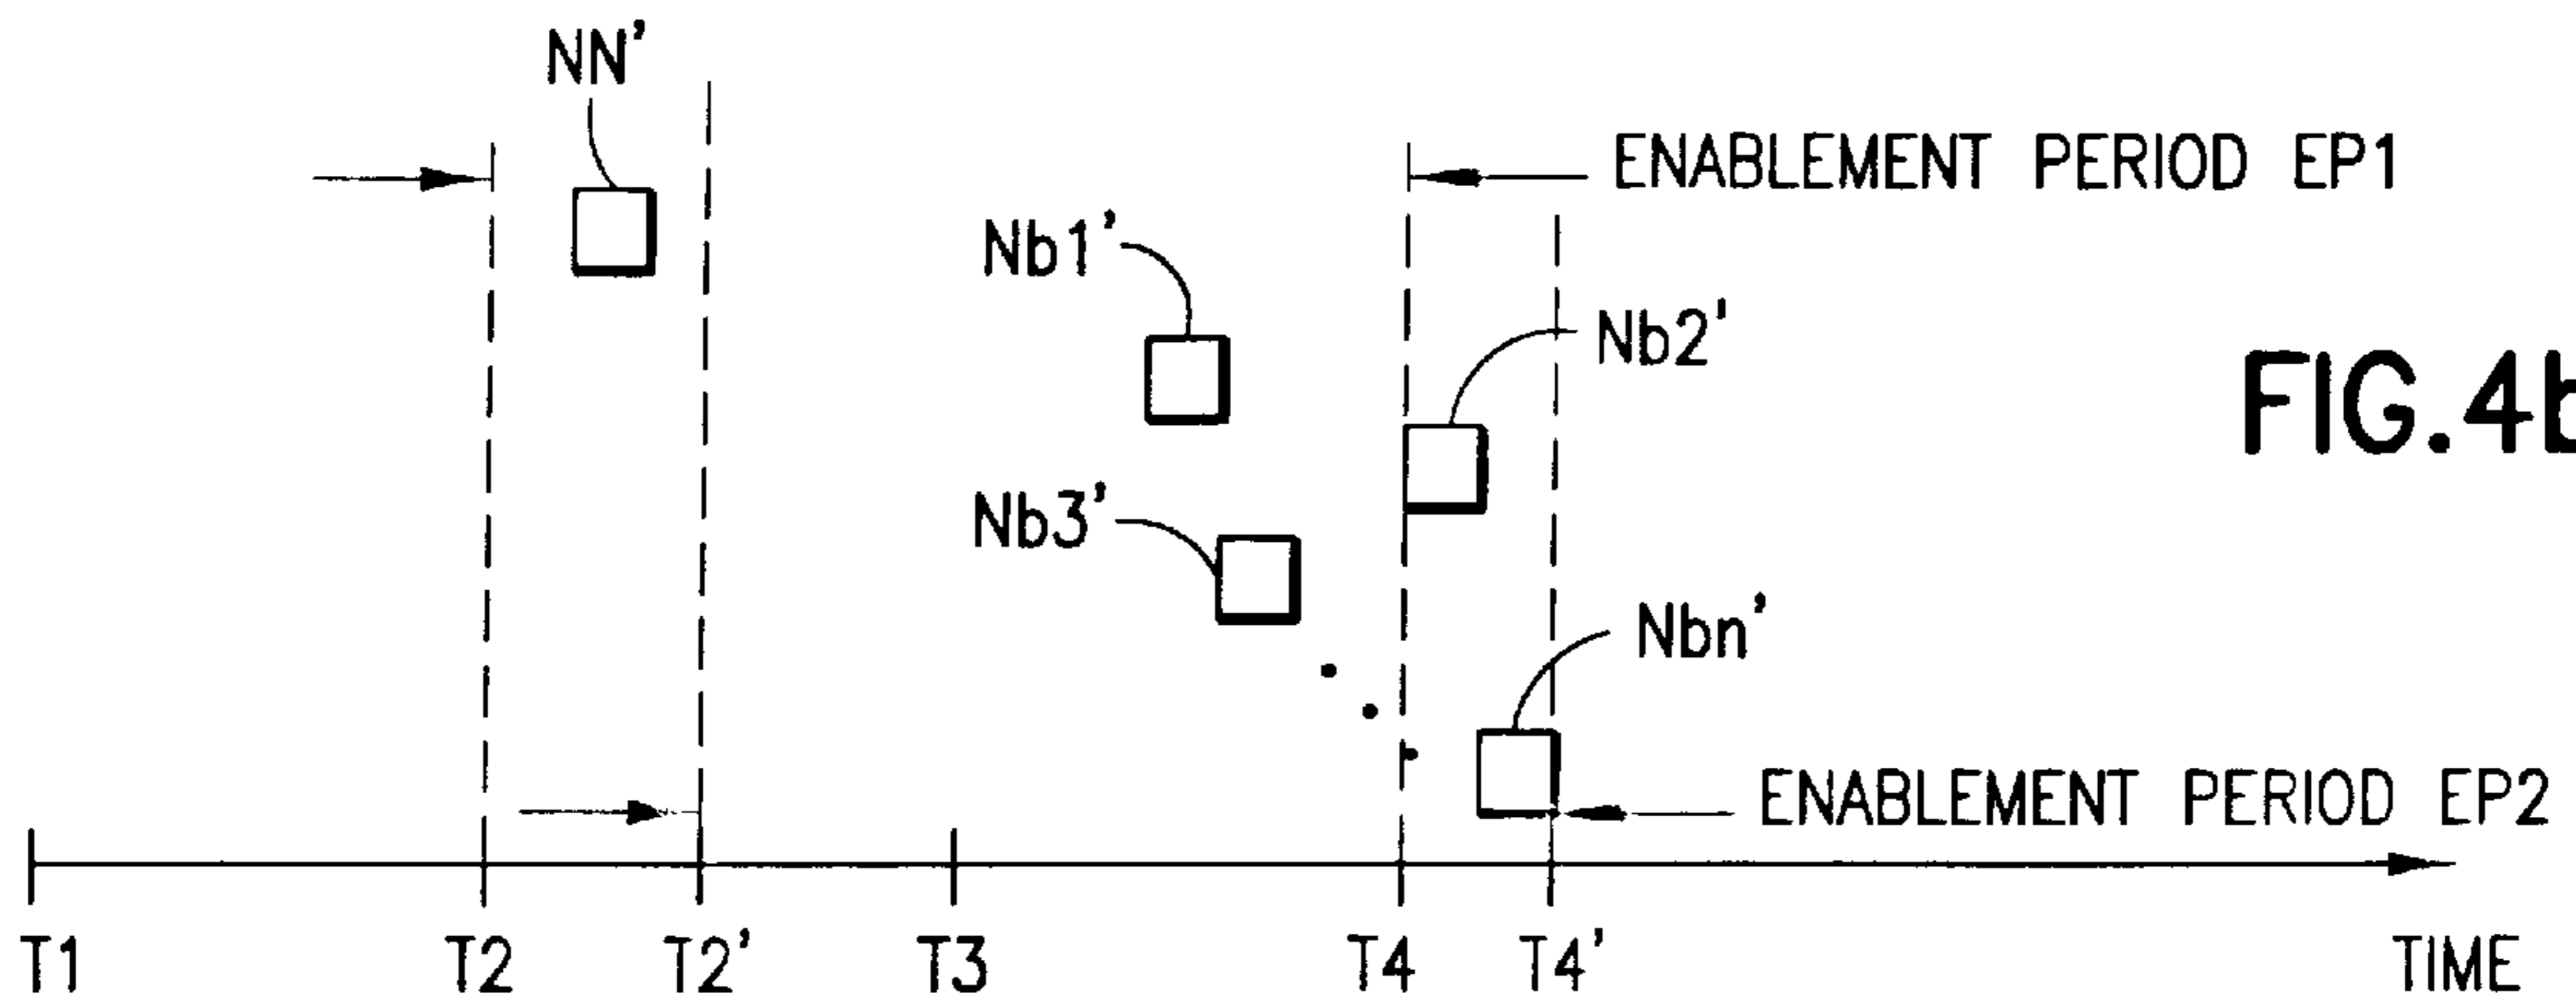 NN'
ENABLEMENT PERIOD EP1
Nb1'
Nb2'
FIG.4b
Nb3'
Nbn'
ENABLEMENT PERIOD EP2
T1 T2 T2' T3 T4 T4' TIME